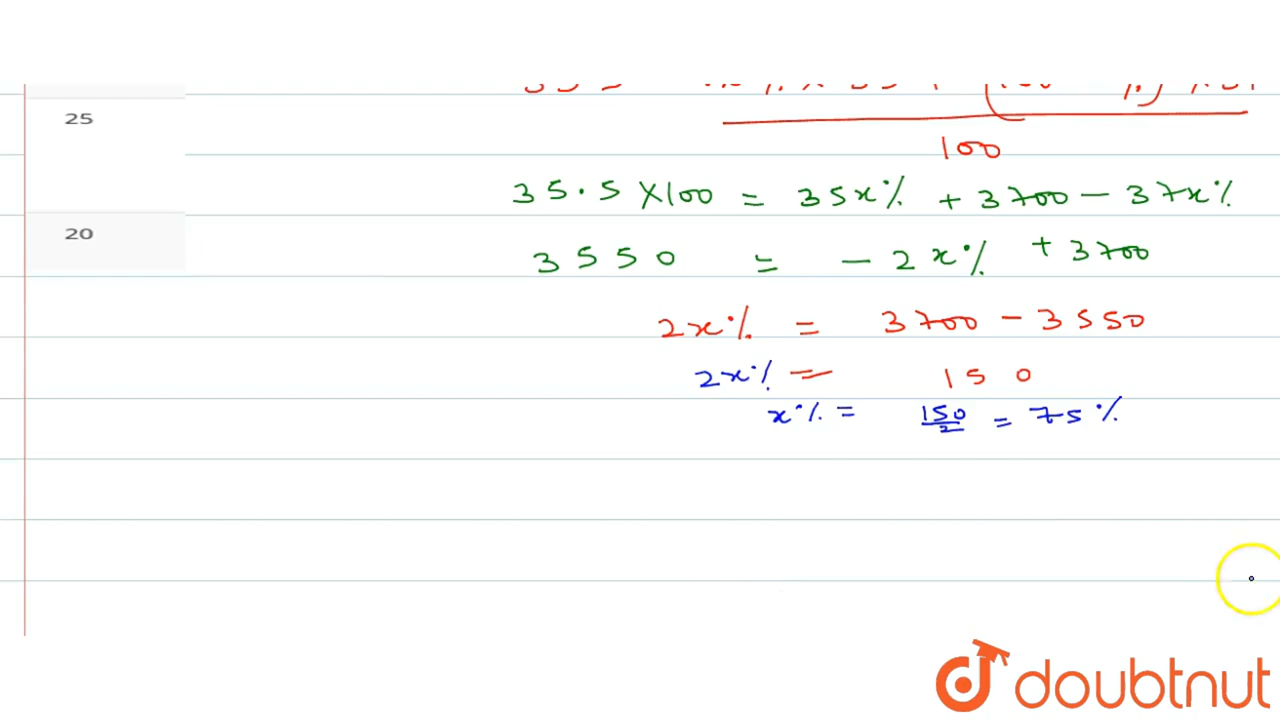 25
100
35.5 × 100 = 35x% + 3700 - 37x%
20
3550 = -2x% + 3700
2x% = 3700 - 3550
2x% = 150
x% = 150/2 = 75%
doubtnut